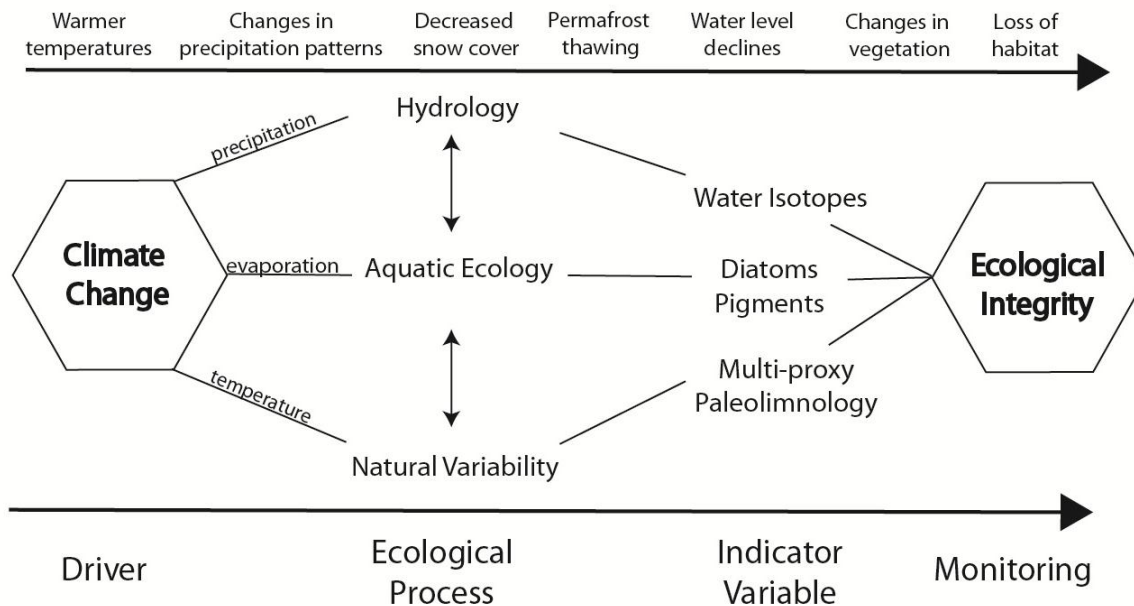 Warmer
temperatures
Changes in
precipitation patterns
Decreased
snow cover
Permafrost
thawing
Water level
declines
Changes in
vegetation
Loss of
habitat
Hydrology
precipitation
Water Isotopes
Climate
Change
evaporation
Aquatic Ecology
Diatoms
Pigments
Ecological
Integrity
temperature
Multi-proxy
Paleolimnology
Natural Variability
Driver
Ecological
Process
Indicator
Variable
Monitoring